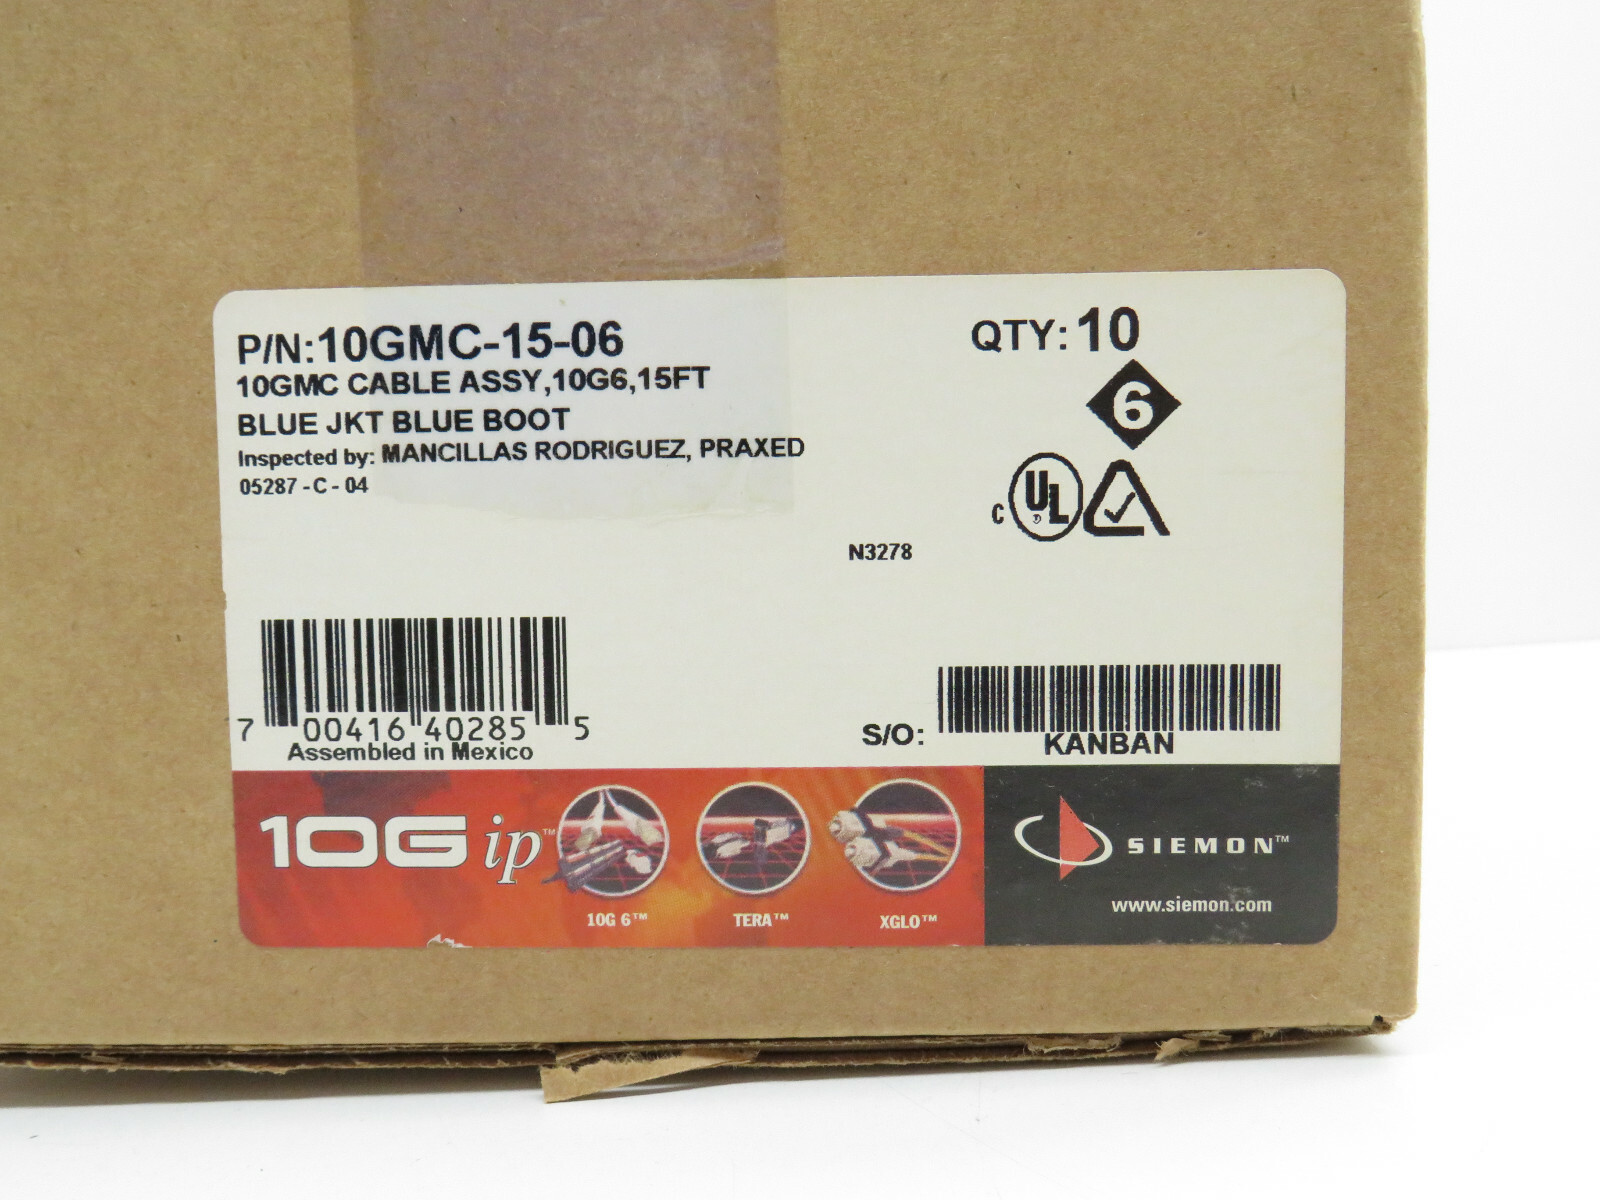 P/N:10GMC-15-06
QTY: 10
10GMC CABLE ASSY,10G6,15FT
6
BLUE JKT BLUE BOOT
Inspected by: MANCILLAS RODRIGUEZ, PRAXED
05287 - C - 04
C UL ®
N3278
7 00416 40285 5
Assembled in Mexico
S/O:
KANBAN
10G ip™
10G 6™
TERA™
XGLO™
SIEMON™
www.siemon.com